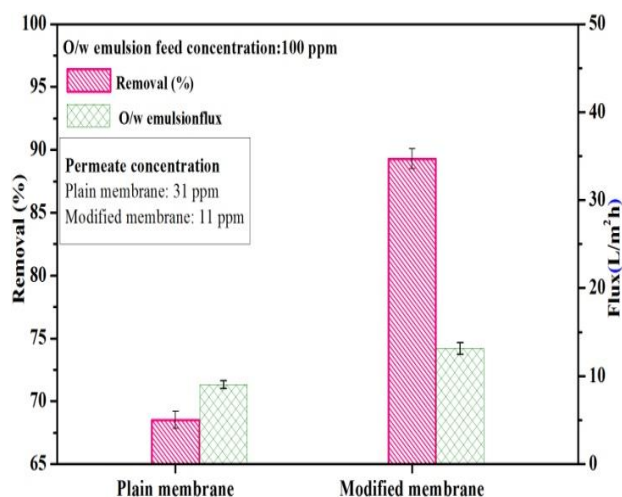 O/w emulsion feed concentration:100 ppm
Removal (%)
O/w emulsionflux
Permeate concentration
Plain membrane: 31 ppm
Modified membrane: 11 ppm
Removal (%)
100
95
90
85
80
75
70
65
Flux(L/m²h)
50
40
30
20
10
0
Plain membrane
Modified membrane